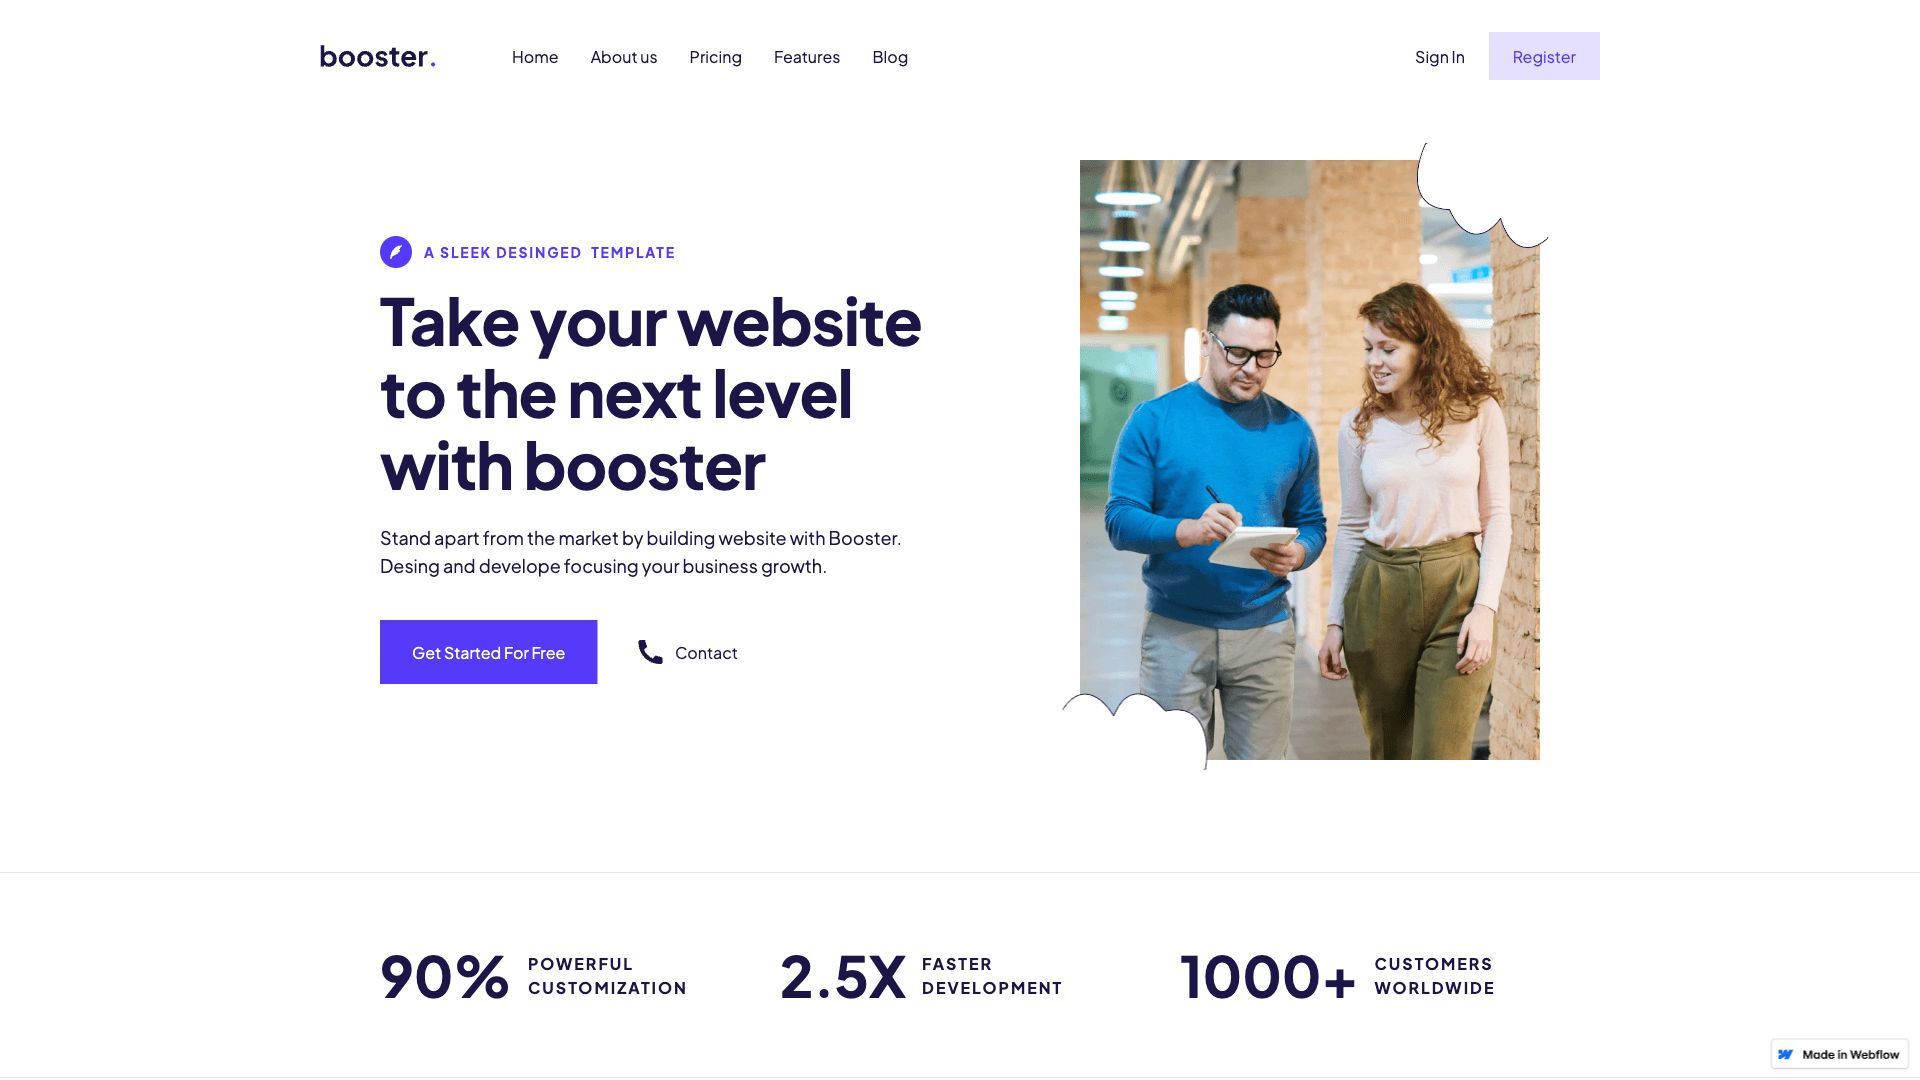 booster.
Home About us Pricing Features Blog
Sign In Register
A SLEEK DESINGED TEMPLATE
Take your website
to the next level
with booster
Stand apart from the market by building website with Booster.
Desing and develope focusing your business growth.
Get Started For Free
Contact
90% POWERFUL
CUSTOMIZATION
2.5X FASTER
DEVELOPMENT
1000+ CUSTOMERS
WORLDWIDE
Made in Webflow